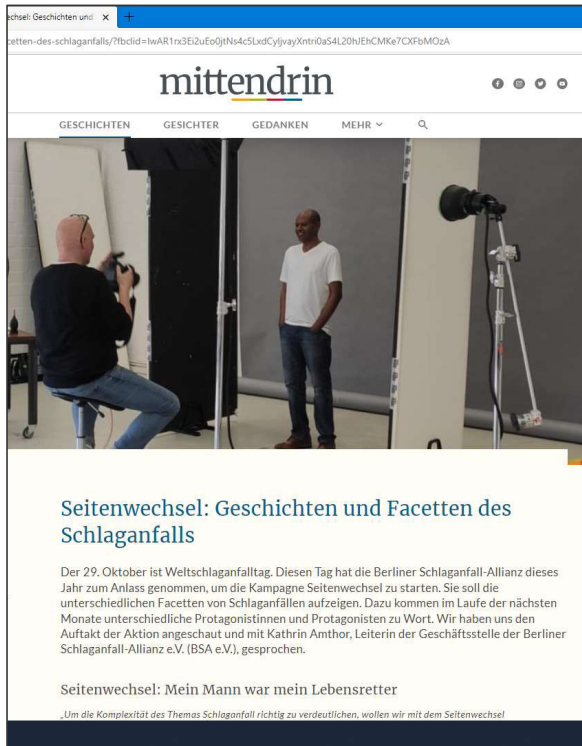 echsel: Geschichten und
cetten-des-schlaganfalls/?fbclid=IwAR1rx3Ei2uEo0jtNs4c5LxdCyIjvayXntri0aS4L20hJEhCMKe7CXFbMOzA
mittendrin
GESCHICHTEN GESICHTER GEDANKEN MEHR
Seitenwechsel: Geschichten und Facetten des
Schlaganfalls
Der 29. Oktober ist Weltschlaganfalltag. Diesen Tag hat die Berliner Schlaganfall-Allianz dieses
Jahr zum Anlass genommen, um die Kampagne Seitenwechsel zu starten. Sie soll die
unterschiedlichen Facetten von Schlaganfällen aufzeigen. Dazu kommen im Laufe der nächsten
Monate unterschiedliche Protagonistinnen und Protagonisten zu Wort. Wir haben uns den
Auftakt der Aktion angeschaut und mit Kathrin Amthor, Leiterin der Geschäftsstelle der Berliner
Schlaganfall-Allianz e.V. (BSA e.V.), gesprochen.
Seitenwechsel: Mein Mann war mein Lebensretter
„Um die Komplexität des Themas Schlaganfall richtig zu verdeutlichen, wollen wir mit dem Seitenwechsel